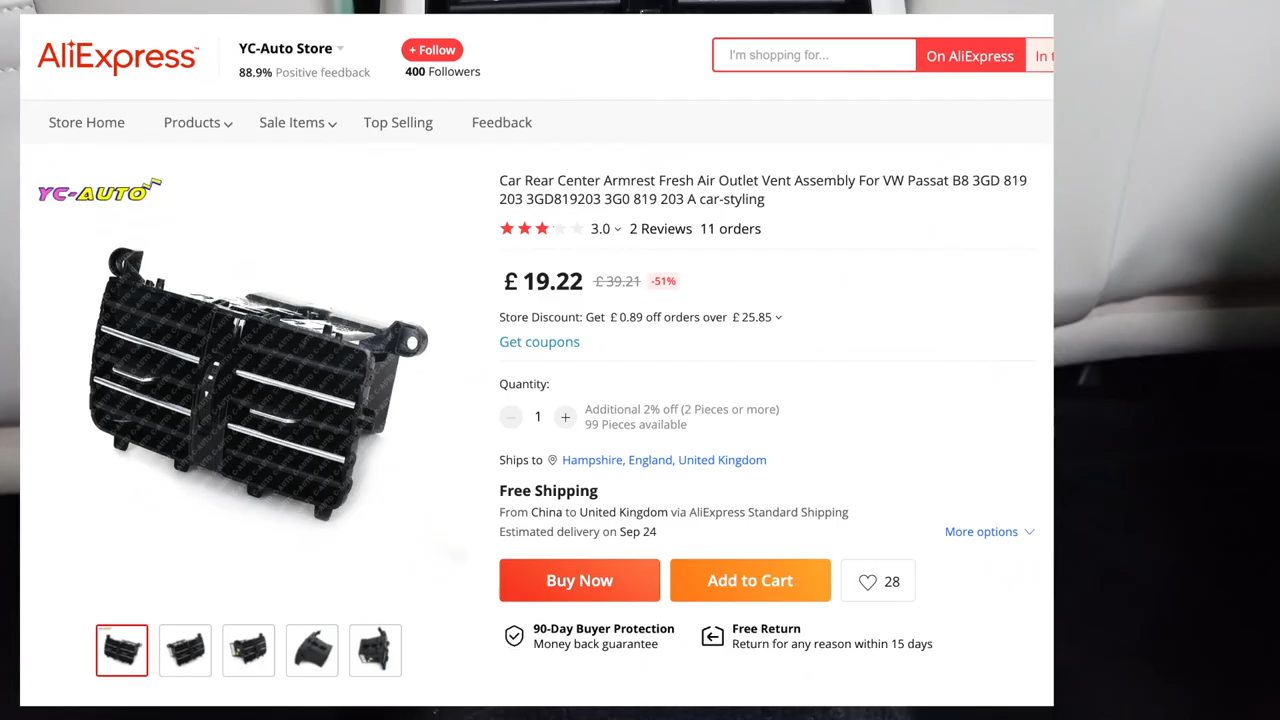 AliExpress™
YC-Auto Store
88.9% Positive feedback
+ Follow
400 Followers
I'm shopping for...
On AliExpress
In t
Store Home
Products
Sale Items
Top Selling
Feedback
YC-AUTO
Car Rear Center Armrest Fresh Air Outlet Vent Assembly For VW Passat B8 3GD 819
203 3GD819203 3G0 819 203 A car-styling
3.0 2 Reviews 11 orders
£ 19.22 £ 39.21 -51%
Store Discount: Get £ 0.89 off orders over £ 25.85
Get coupons
Quantity:
− 1 +
Additional 2% off (2 Pieces or more)
99 Pieces available
Ships to Hampshire, England, United Kingdom
Free Shipping
From China to United Kingdom via AliExpress Standard Shipping
Estimated delivery on Sep 24
More options
Buy Now
Add to Cart
28
90-Day Buyer Protection
Money back guarantee
Free Return
Return for any reason within 15 days